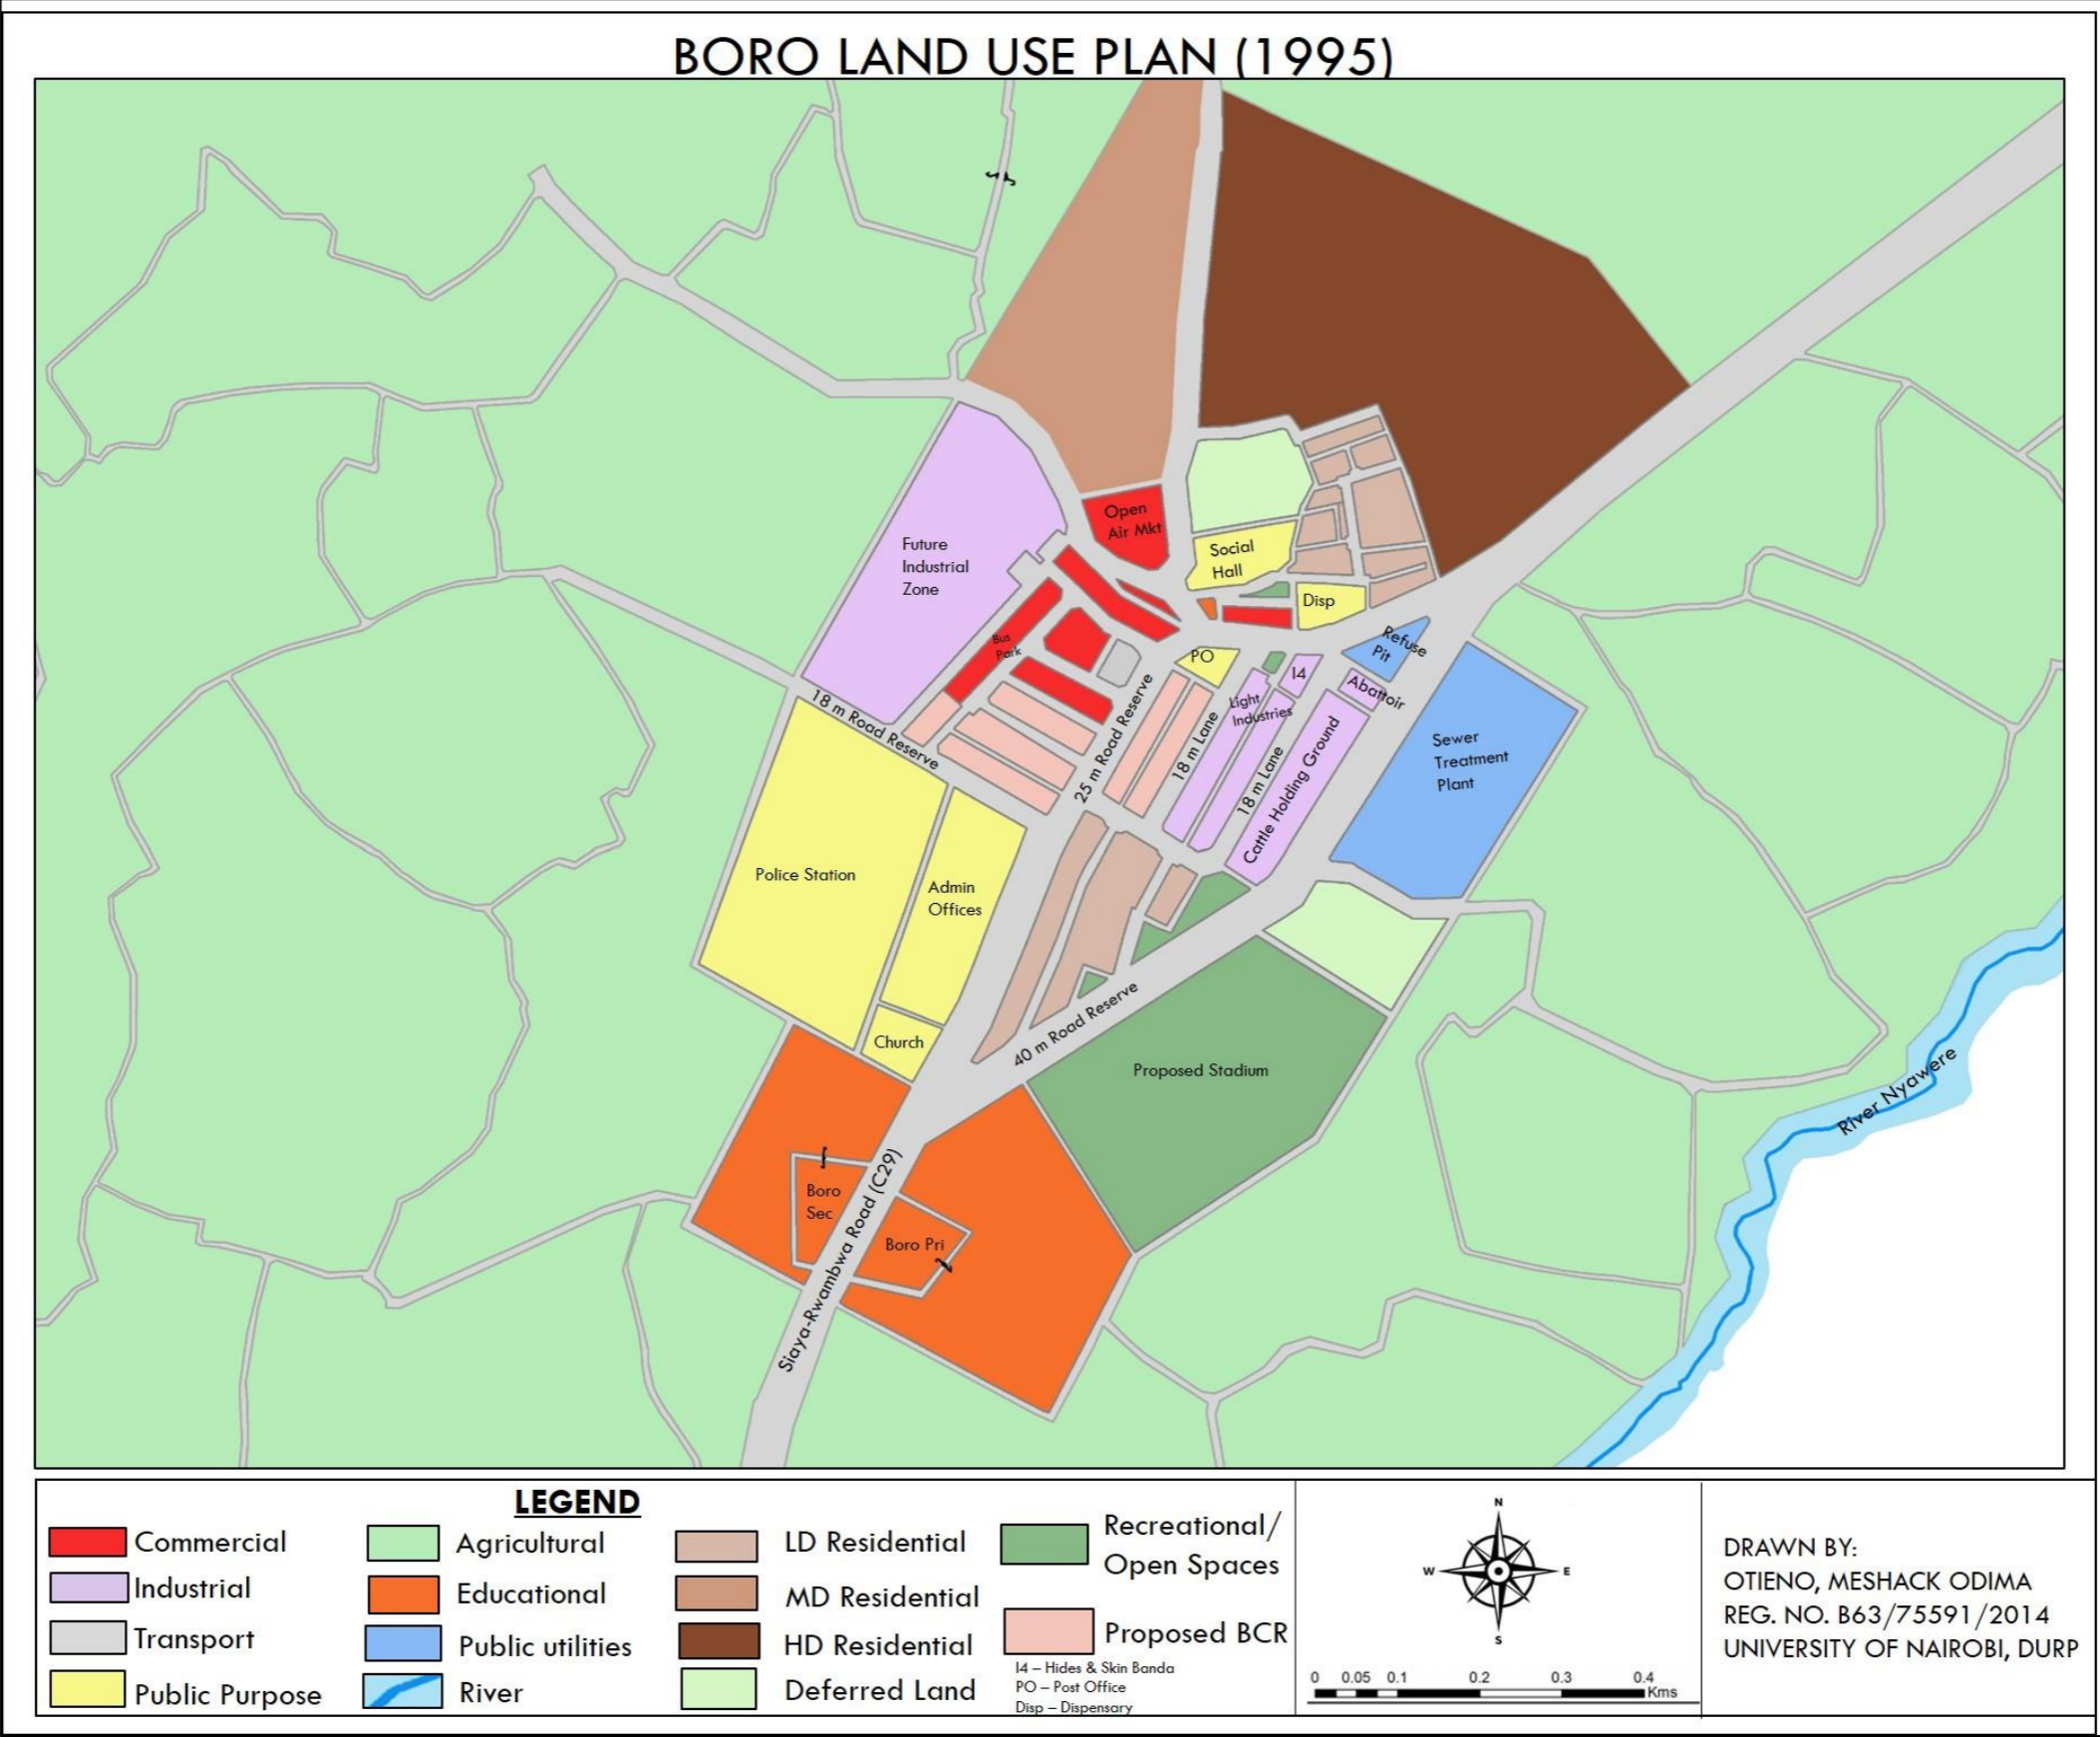 BORO LAND USE PLAN (1995)
Open
Air Mkt
Future
Industrial
Zone
Social
Hall
Disp
Bus
Park
PO
Refuse
Pit
I4
Abattoir
Light
Industries
18 m Road Reserve
25 m Road Reserve
18 m Lane
18 m Lane
Cattle Holding Ground
Sewer
Treatment
Plant
Police Station
Admin
Offices
Church
40 m Road Reserve
Proposed Stadium
River Nyawere
Boro
Sec
Boro Pri
Siaya-Rwambwa Road (C29)
LEGEND
Commercial
Industrial
Transport
Public Purpose
Agricultural
Educational
Public utilities
River
LD Residential
MD Residential
HD Residential
Deferred Land
Recreational/
Open Spaces
Proposed BCR
I4 – Hides & Skin Banda
PO – Post Office
Disp – Dispensary
N
W
E
S
0 0.05 0.1 0.2 0.3 0.4
Kms
DRAWN BY:
OTIENO, MESHACK ODIMA
REG. NO. B63/75591/2014
UNIVERSITY OF NAIROBI, DURP